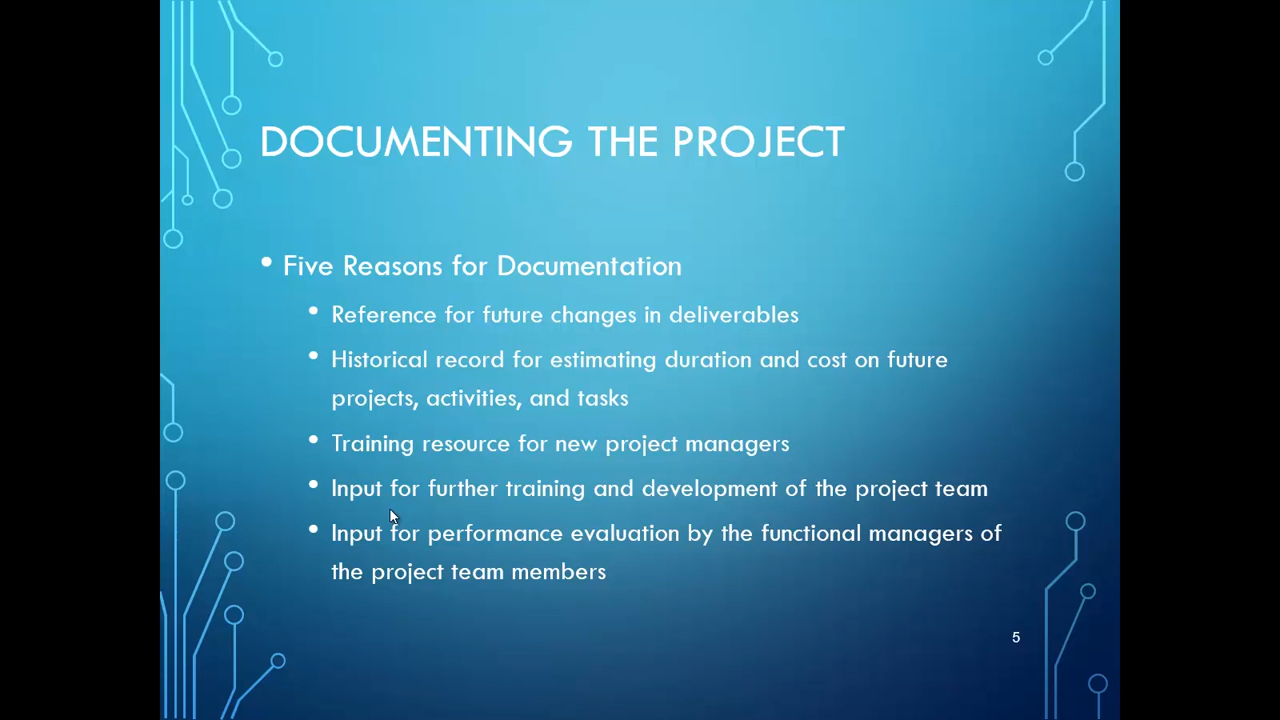 DOCUMENTING THE PROJECT
• Five Reasons for Documentation
• Reference for future changes in deliverables
• Historical record for estimating duration and cost on future
projects, activities, and tasks
• Training resource for new project managers
• Input for further training and development of the project team
• Input for performance evaluation by the functional managers of
the project team members
5